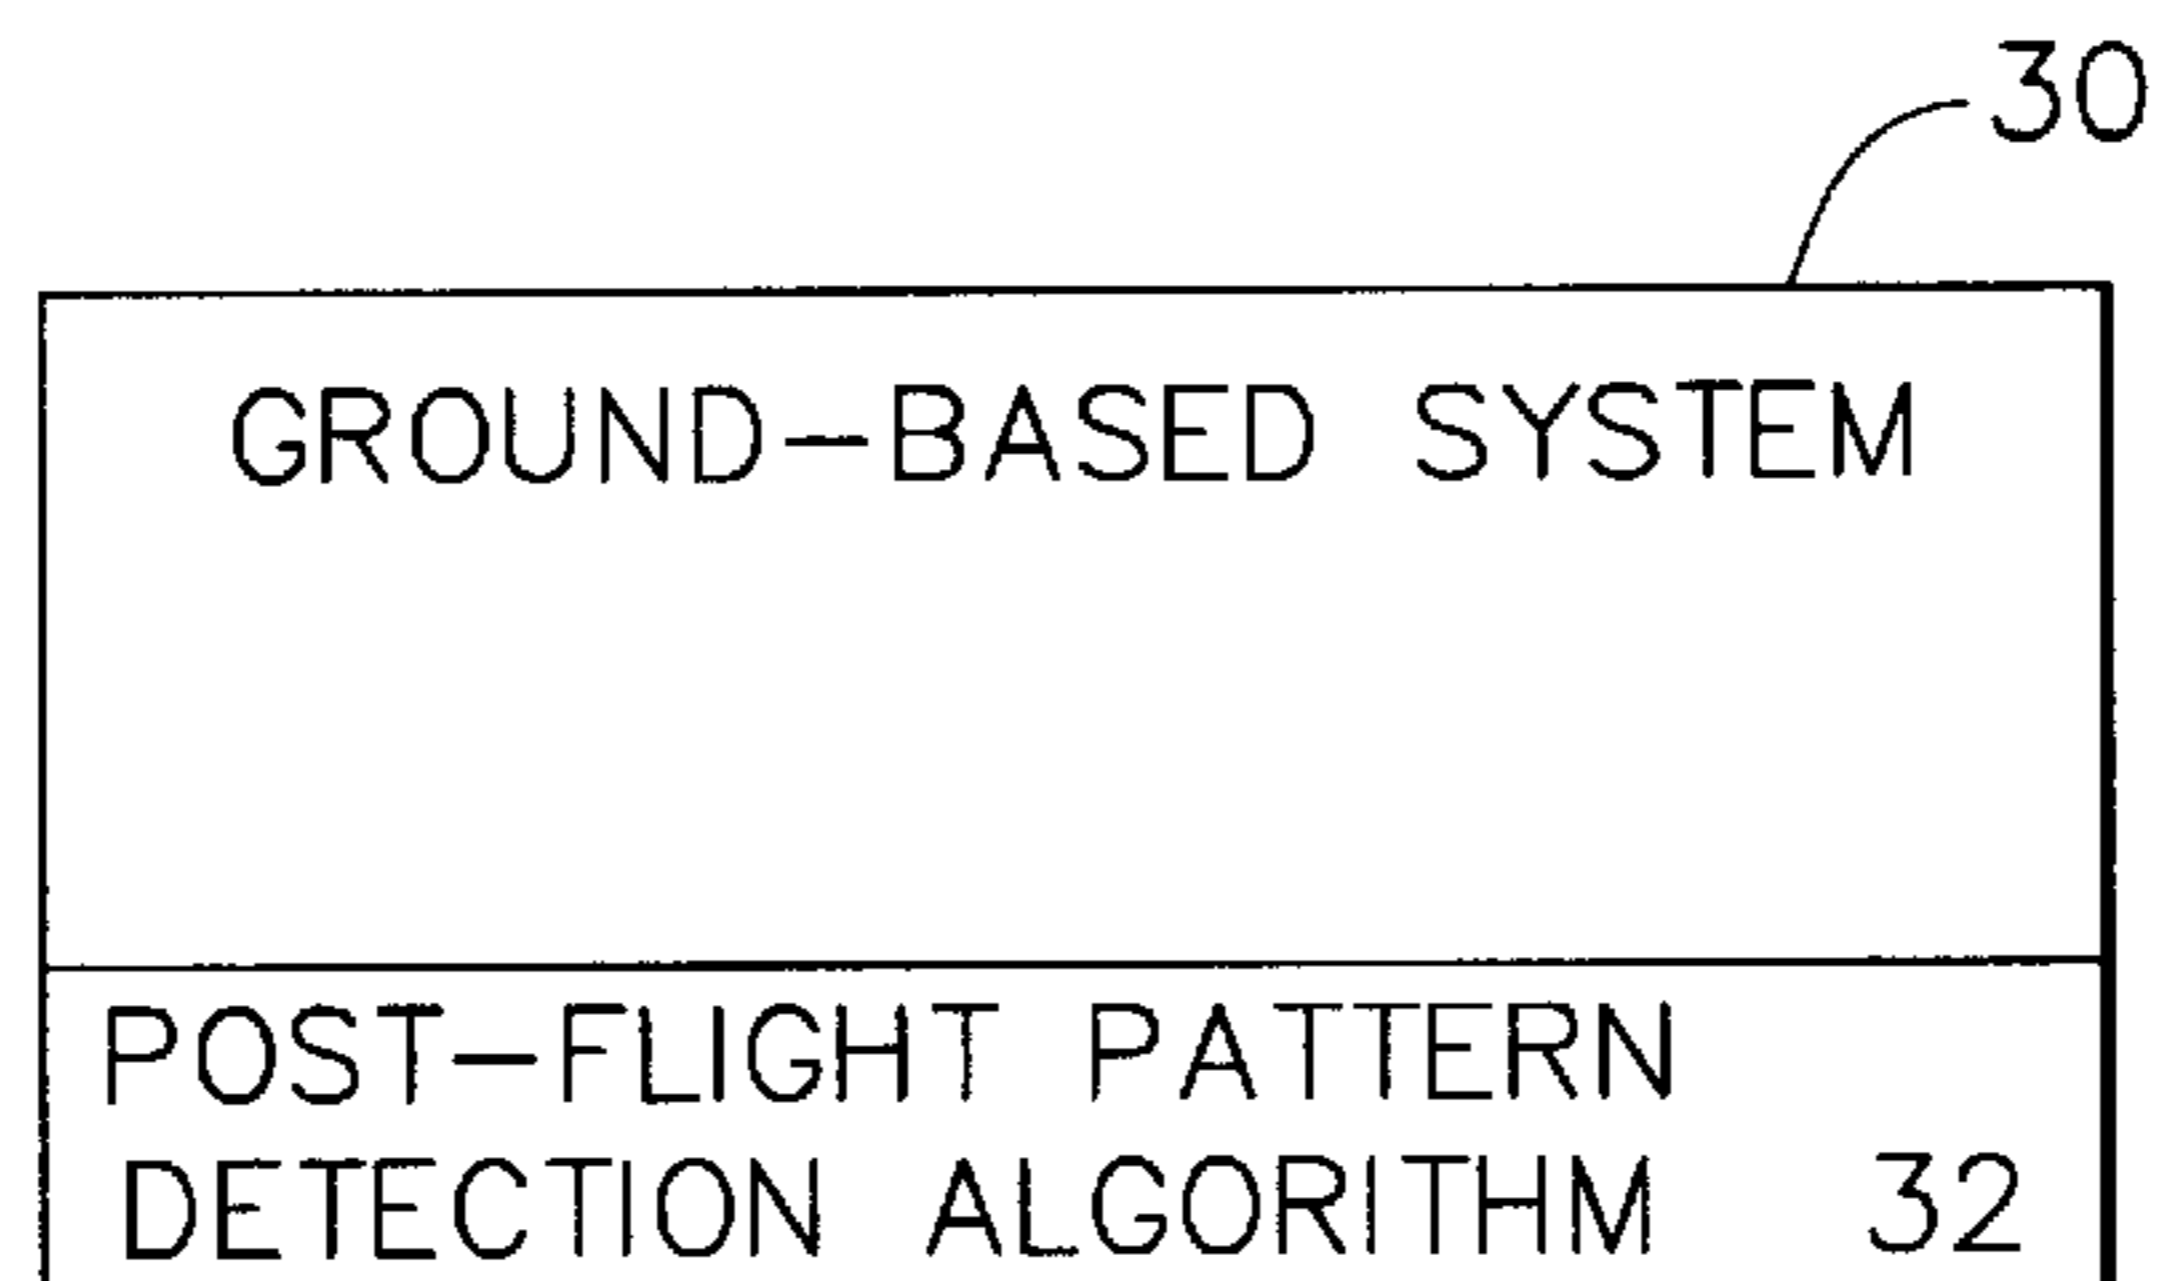 30
GROUND-BASED SYSTEM
POST-FLIGHT PATTERN
DETECTION ALGORITHM 32